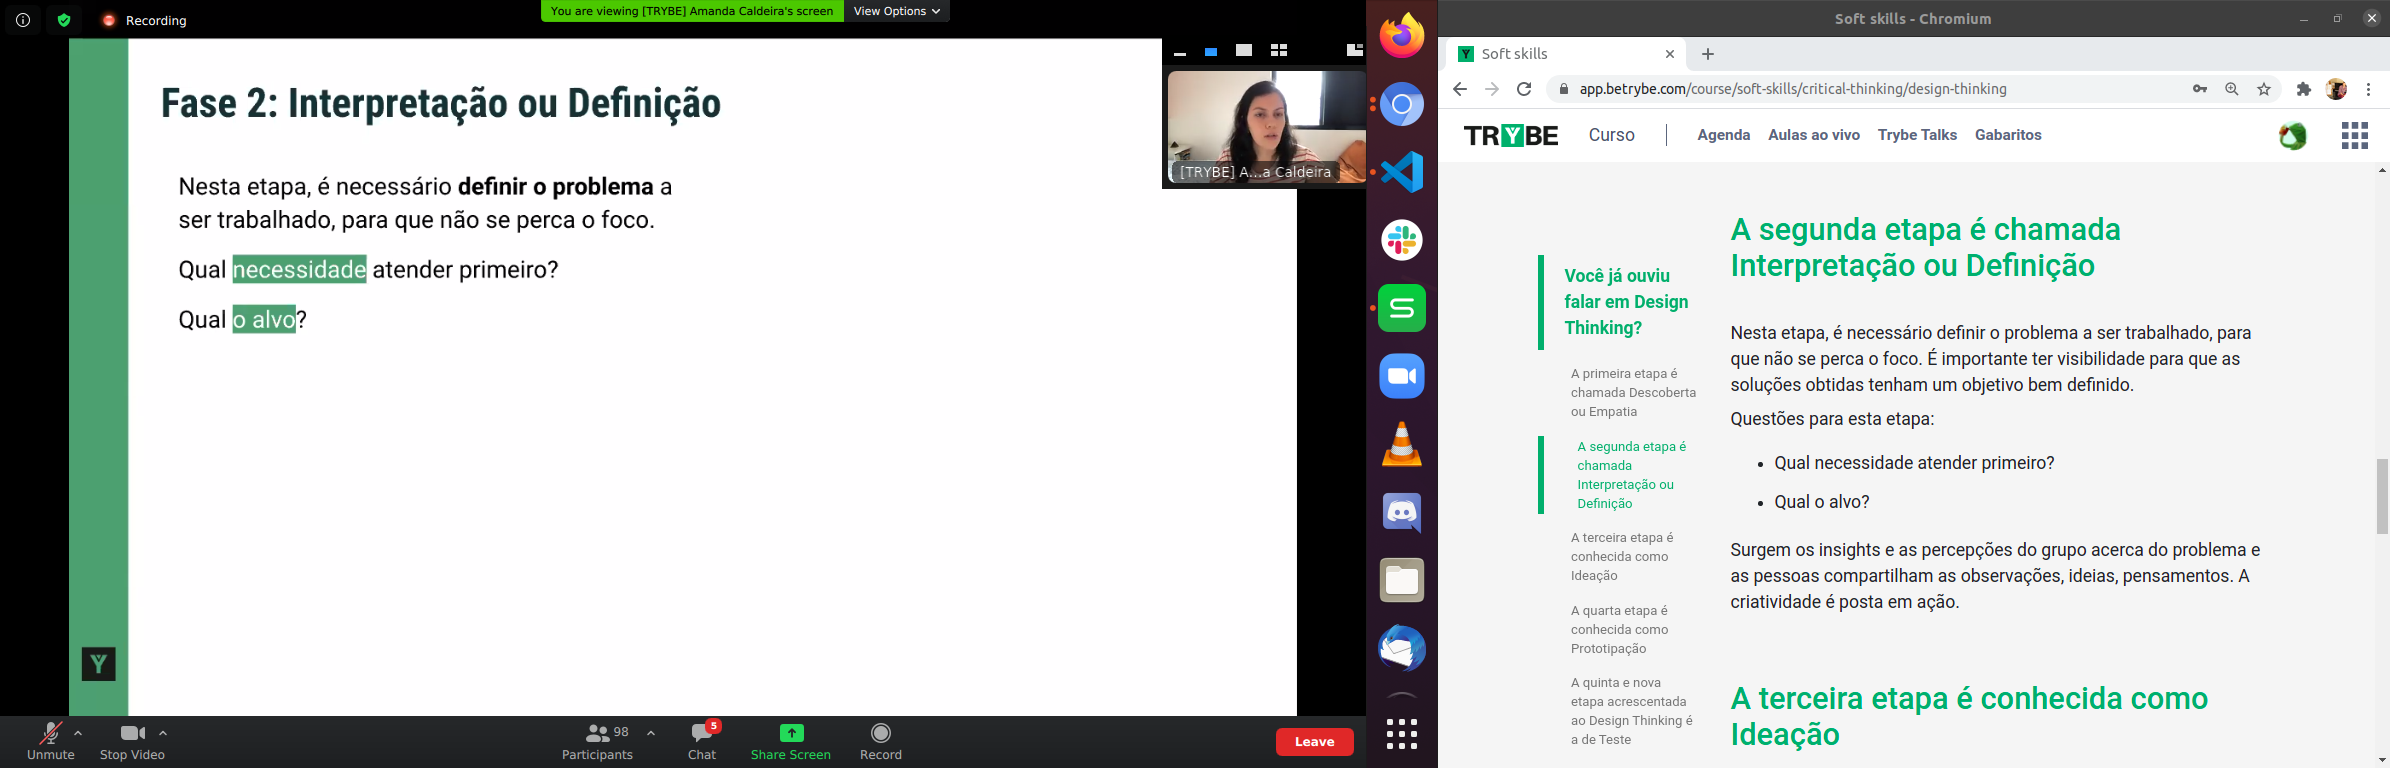 Recording
You are viewing [TRYBE] Amanda Caldeira's screen
View Options
Fase 2: Interpretação ou Definição
Nesta etapa, é necessário definir o problema a
ser trabalhado, para que não se perca o foco.
Qual necessidade atender primeiro?
Qual o alvo?
Y
[TRYBE] A...a Caldeira
Unmute
Stop Video
98
Participants
5
Chat
Share Screen
Record
Leave
Soft skills - Chromium
Soft skills
app.betrybe.com/course/soft-skills/critical-thinking/design-thinking
TRYBE
Curso
Agenda
Aulas ao vivo
Trybe Talks
Gabaritos
Você já ouviu
falar em Design
Thinking?
A primeira etapa é
chamada Descoberta
ou Empatia
A segunda etapa é
chamada
Interpretação ou
Definição
A terceira etapa é
conhecida como
Ideação
A quarta etapa é
conhecida como
Prototipação
A quinta e nova
etapa acrescentada
ao Design Thinking é
a de Teste
A segunda etapa é chamada
Interpretação ou Definição
Nesta etapa, é necessário definir o problema a ser trabalhado, para
que não se perca o foco. É importante ter visibilidade para que as
soluções obtidas tenham um objetivo bem definido.
Questões para esta etapa:
• Qual necessidade atender primeiro?
• Qual o alvo?
Surgem os insights e as percepções do grupo acerca do problema e
as pessoas compartilham as observações, ideias, pensamentos. A
criatividade é posta em ação.
A terceira etapa é conhecida como
Ideação